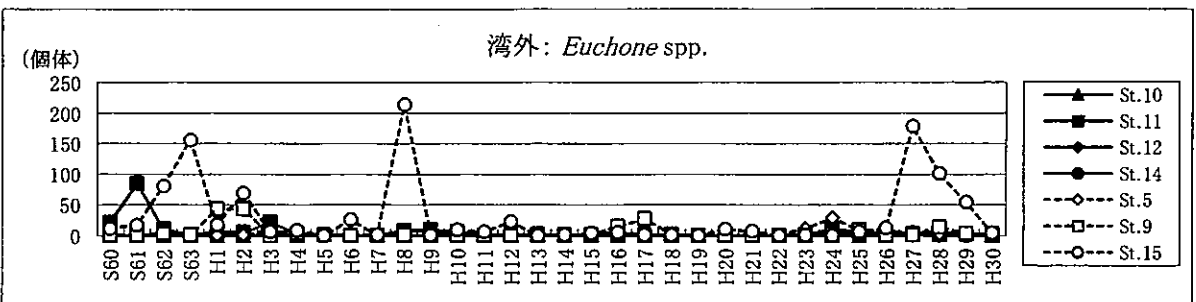 湾外: Euchone spp.
(個体)
250
200
150
100
50
0
S60 S61 S62 S63 H1 H2 H3 H4 H5 H6 H7 H8 H9 H10 H11 H12 H13 H14 H15 H16 H17 H18 H19 H20 H21 H22 H23 H24 H25 H26 H27 H28 H29 H30
St.10
St.11
St.12
St.14
St.5
St.9
St.15